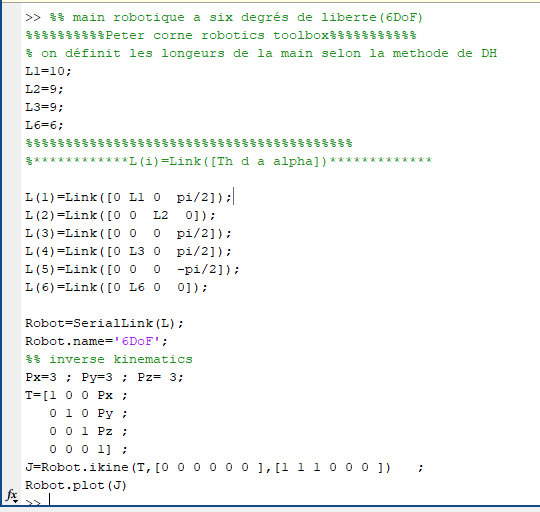 >> %% main robotique a six degrés de liberte(6DoF)
%%%%%%%%%%Peter corne robotics toolbox%%%%%%%%%%%
% on définit les longeurs de la main selon la methode de DH
L1=10;
L2=9;
L3=9;
L6=6;
%%%%%%%%%%%%%%%%%%%%%%%%%%%%%%%%%%%%%%%%%
%************L(i)=Link([Th d a alpha])*************
L(1)=Link([0 L1 0  pi/2]);
L(2)=Link([0 0  L2  0]);
L(3)=Link([0 0  0  pi/2]);
L(4)=Link([0 L3 0  pi/2]);
L(5)=Link([0 0  0  -pi/2]);
L(6)=Link([0 L6 0  0]);
Robot=SerialLink(L);
Robot.name='6DoF';
%% inverse kinematics
Px=3 ; Py=3 ; Pz= 3;
T=[1 0 0 Px ;
0 1 0 Py ;
0 0 1 Pz ;
0 0 0 1] ;
J=Robot.ikine(T,[0 0 0 0 0 0 ],[1 1 1 0 0 0 ])   ;
Robot.plot(J)
fx >>